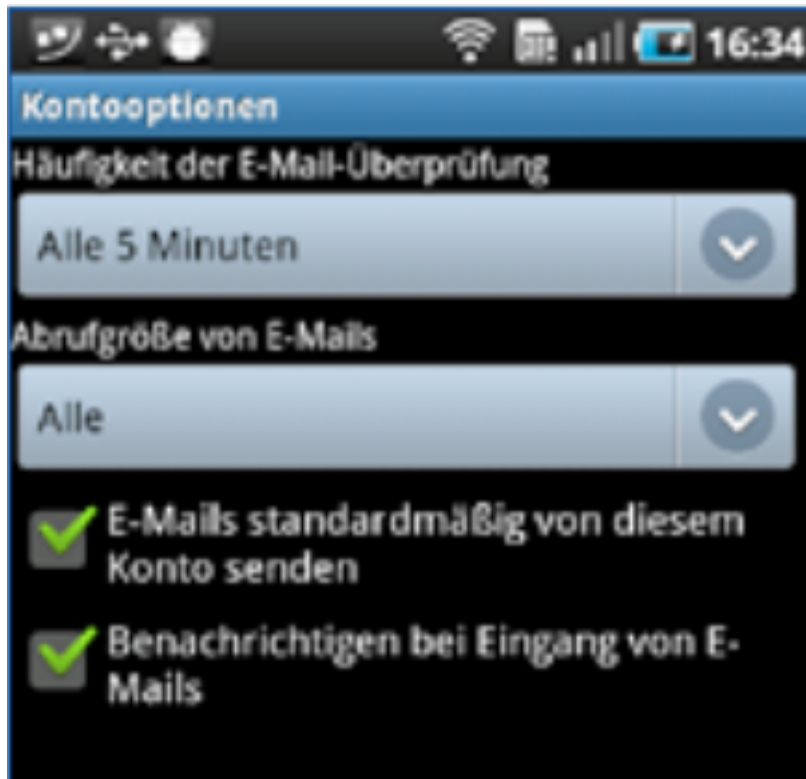 16:34
Kontooptionen
Häufigkeit der E-Mail-Überprüfung
Alle 5 Minuten
Abrufgröße von E-Mails
Alle
E-Mails standardmäßig von diesem
Konto senden
Benachrichtigen bei Eingang von E-
Mails